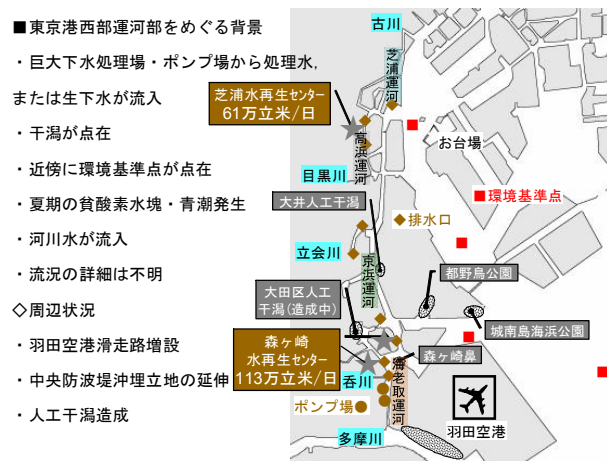 ■東京港西部運河部をめぐる背景
・巨大下水処理場・ポンプ場から処理水,
または生下水が流入
・干潟が点在
・近傍に環境基準点が点在
・夏期の貧酸素水塊・青潮発生
・河川水が流入
・流況の詳細は不明
◇周辺状況
・羽田空港滑走路増設
・中央防波堤沖埋立地の延伸
・人工干潟造成
古川
芝浦運河
芝浦水再生センター
61万立米/日
高浜運河
お台場
目黒川
■環境基準点
大井人工干潟
◆排水口
立会川
京浜運河
都野鳥公園
大田区人工
干潟(造成中)
城南島海浜公園
森ヶ崎
水再生センター
113万立米/日
森ヶ崎鼻
呑川
海老取運河
ポンプ場●
羽田空港
多摩川